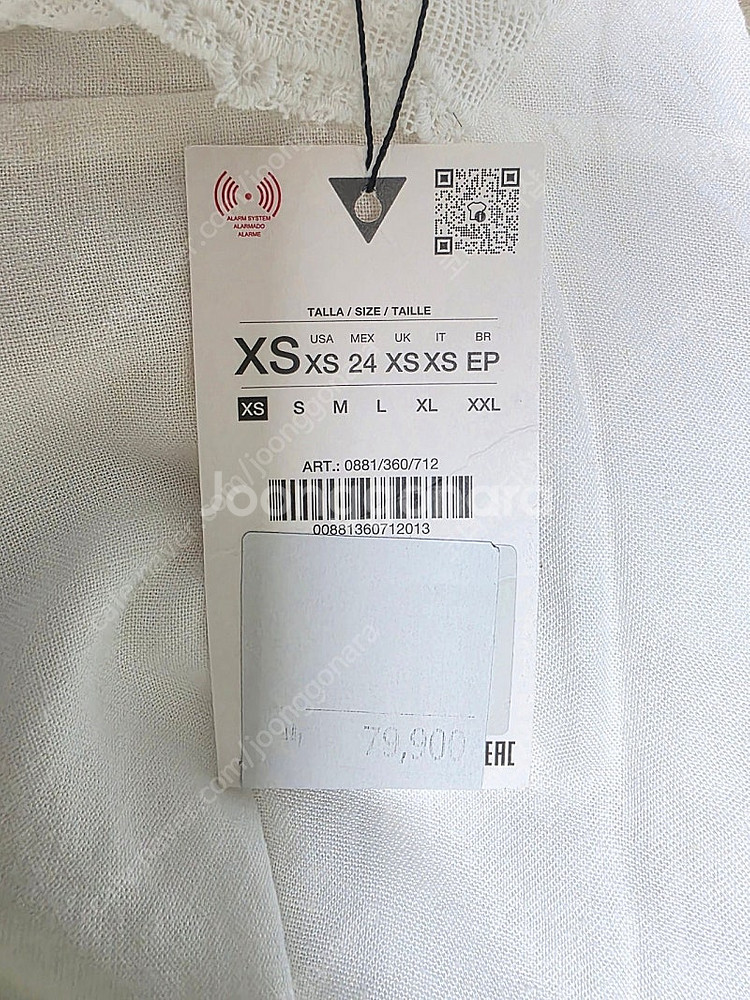 ALARM SYSTEM
ALARMADO
ALARME
TALLA / SIZE / TAILLE
USA MEX UK IT BR
XS XS 24 XS XS EP
XS S M L XL XXL
ART.: 0881/360/712
Joonggonara
00881360712013
79,900
EAC